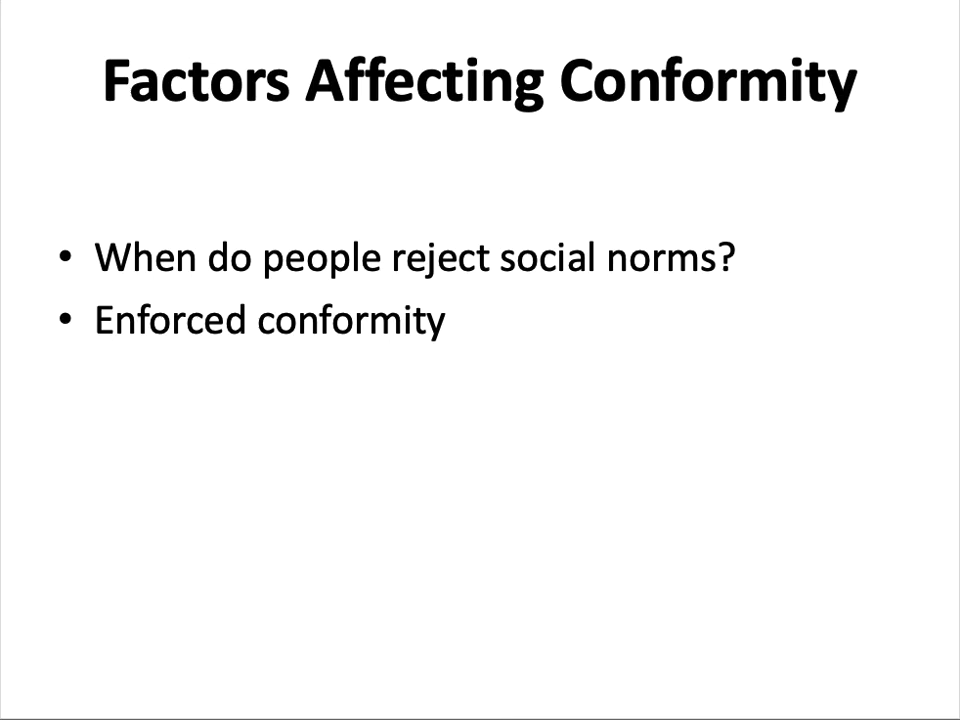 Factors Affecting Conformity
• When do people reject social norms?
• Enforced conformity